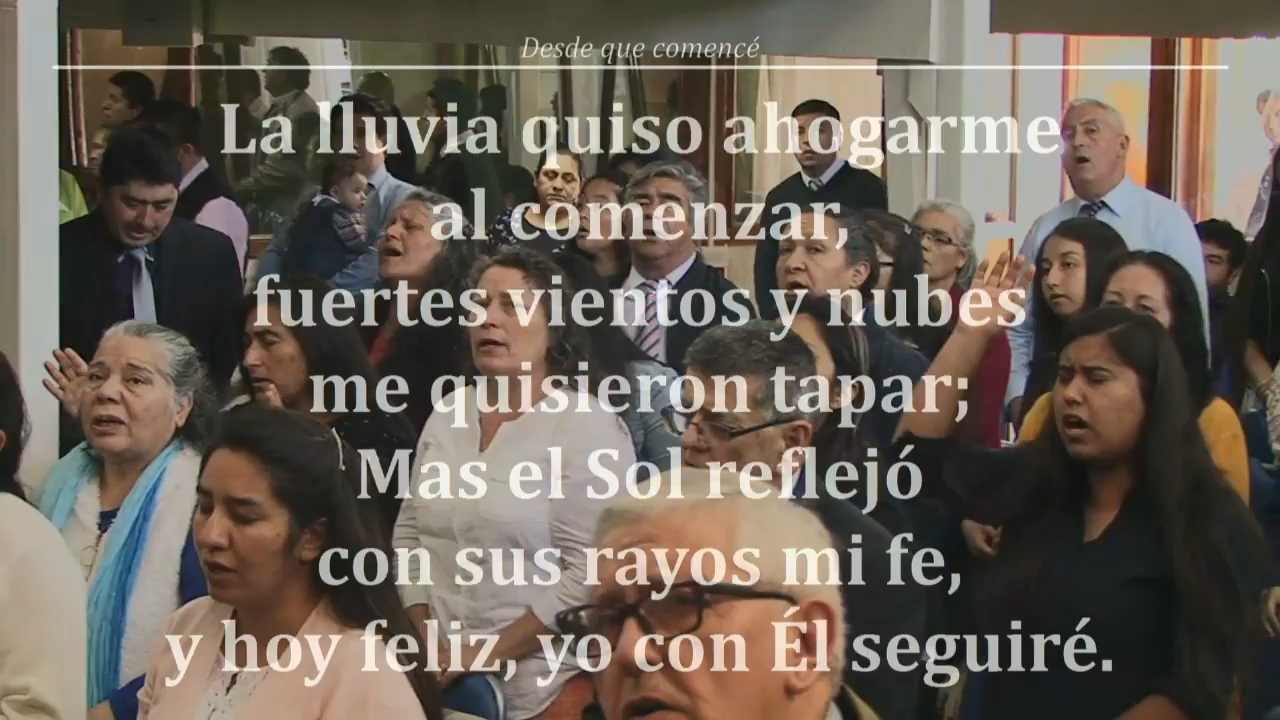 Desde que comencé
La lluvia quiso ahogarme
al comenzar,
fuertes vientos y nubes
me quisieron tapar;
Mas el Sol reflejó
con sus rayos mi fe,
y hoy feliz, yo con Él seguiré.